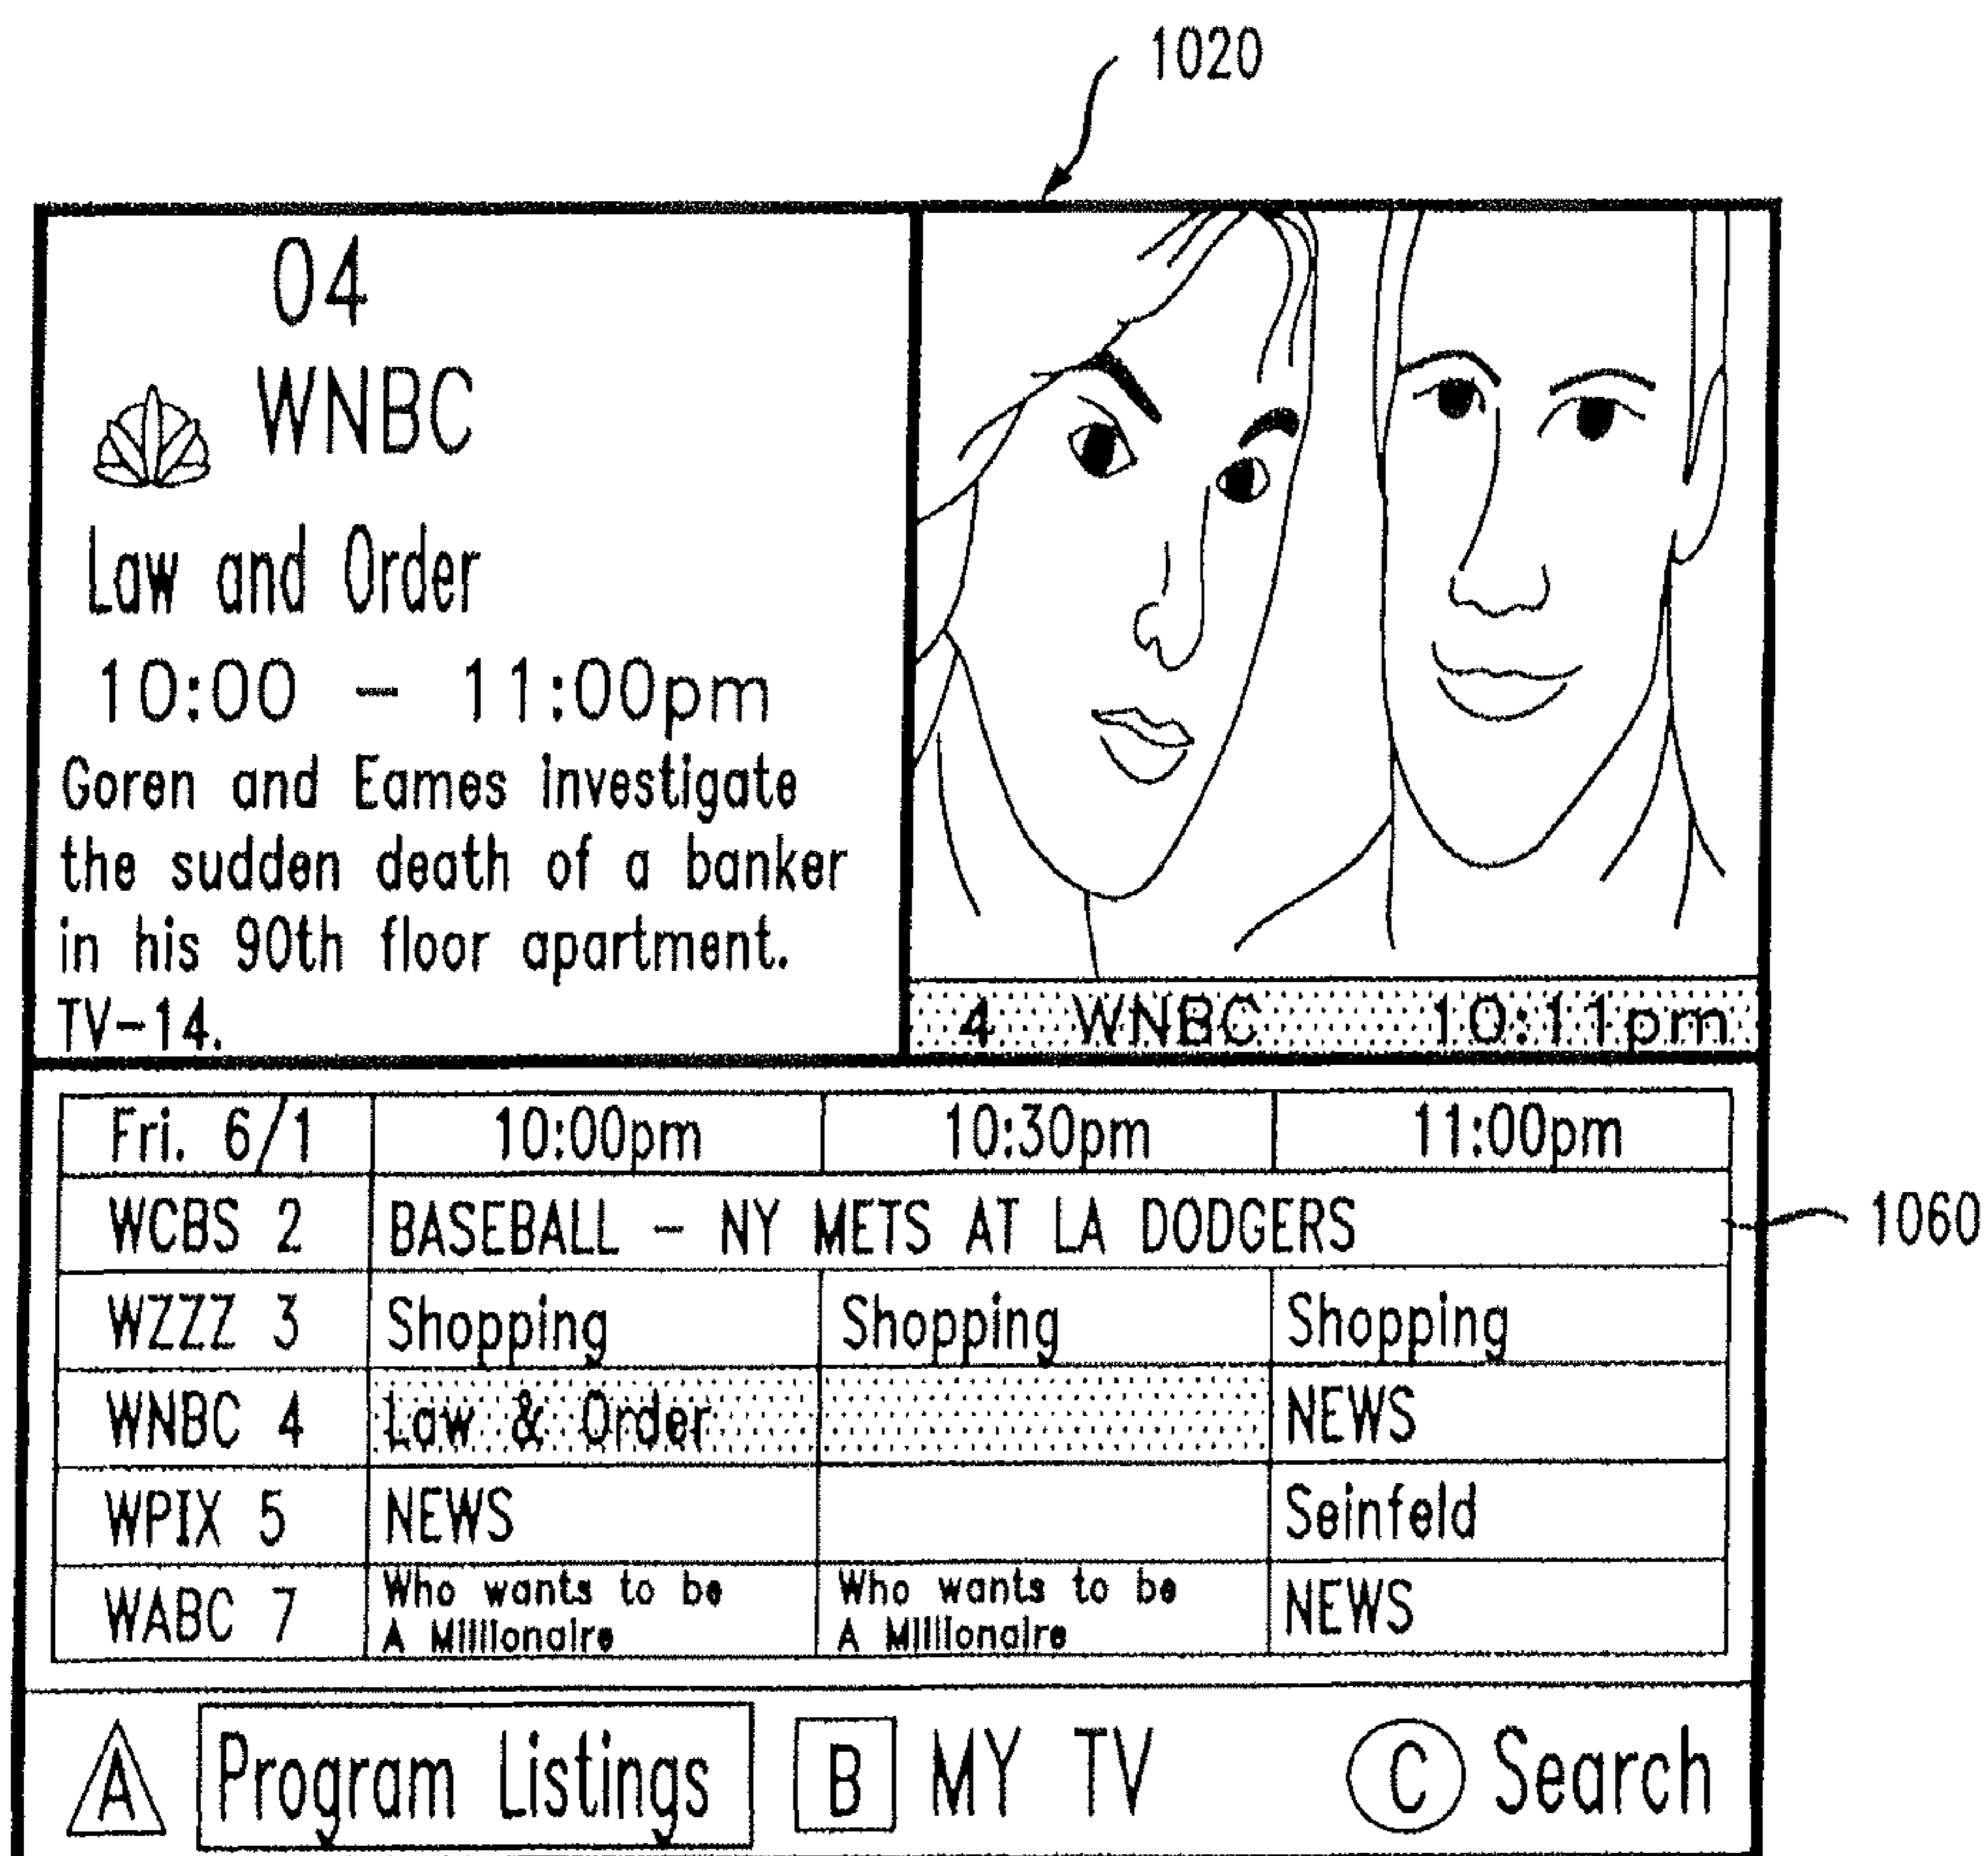 1020
04
WNBC
Law and Order
10:00 - 11:00pm
Goren and Eames investigate
the sudden death of a banker
in his 90th floor apartment.
TV-14.
4 WNBC 10:11pm
Fri. 6/1 10:00pm 10:30pm 11:00pm
WCBS 2 BASEBALL - NY METS AT LA DODGERS
1060
WZZZ 3 Shopping Shopping Shopping
WNBC 4 Law & Order NEWS
WPIX 5 NEWS Seinfeld
WABC 7 Who wants to be A Millionaire Who wants to be A Millionaire NEWS
A Program Listings B MY TV C Search